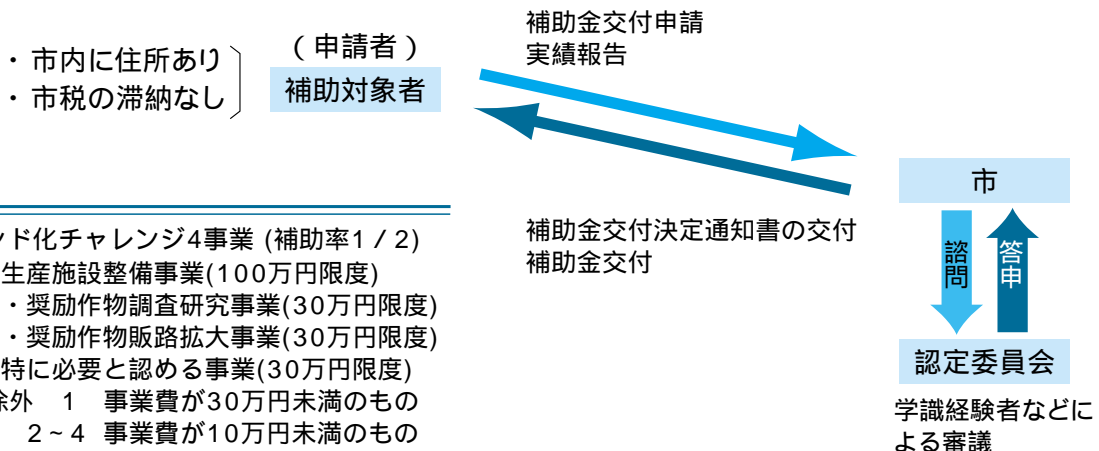 ・市内に住所あり
・市税の滞納なし
(申請者)
補助対象者
補助金交付申請
実績報告
補助金交付決定通知書の交付
補助金交付
市
諮問
答申
認定委員会
学識経験者などに
よる審議
ンド化チャレンジ4事業 (補助率1/2)
生産施設整備事業(100万円限度)
・奨励作物調査研究事業(30万円限度)
・奨励作物販路拡大事業(30万円限度)
特に必要と認める事業(30万円限度)
除外 1 事業費が30万円未満のもの
2~4 事業費が10万円未満のもの